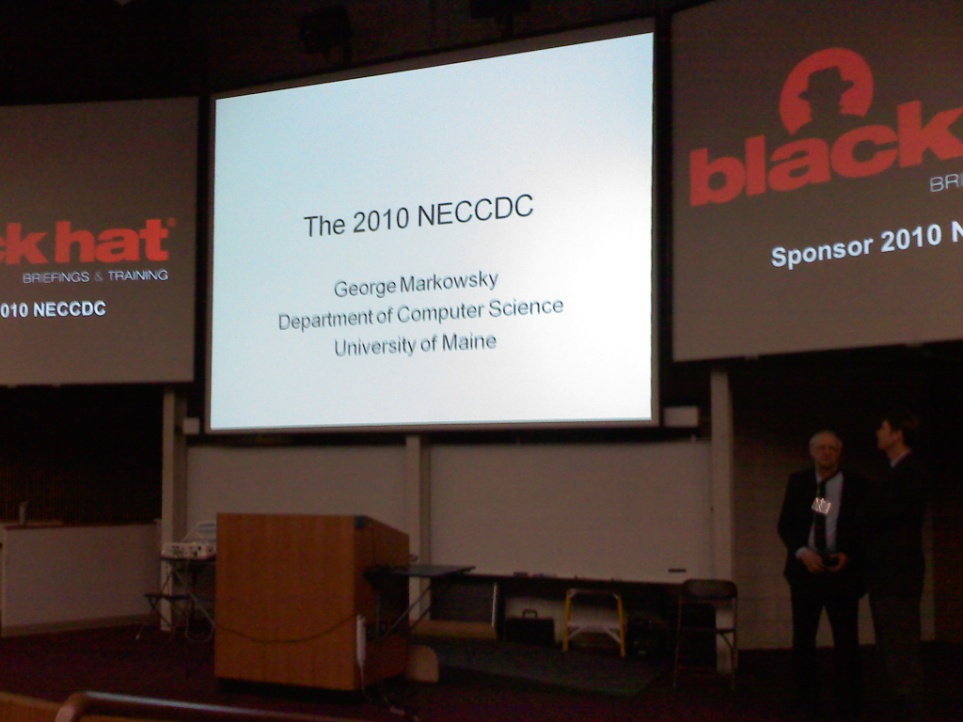 ck hat
BRIEFINGS & TRAINING
010 NECCDC
The 2010 NECCDC
George Markowsky
Department of Computer Science
University of Maine
black
BRI
Sponsor 2010 N